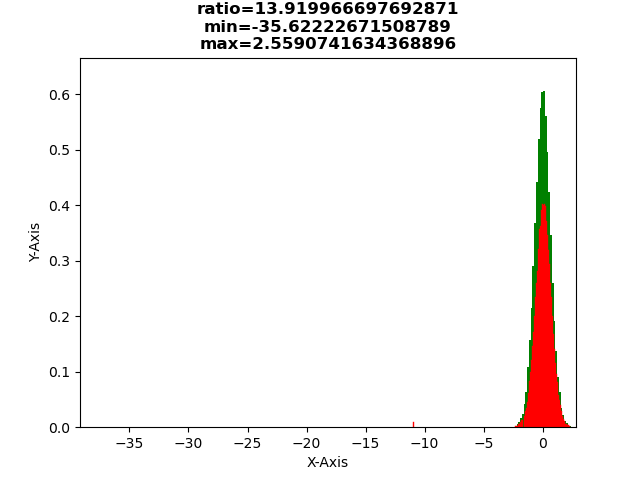 ratio=13.919966697692871
min=-35.62222671508789
max=2.5590741634368896
0.6
0.5
0.4
0.3
0.2
0.1
0.0
Y-Axis
−35 −30 −25 −20 −15 −10 −5 0
X-Axis